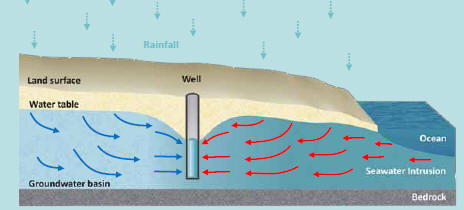 Rainfall
Land surface
Well
Water table
Ocean
Seawater Intrusion
Groundwater basin
Bedrock